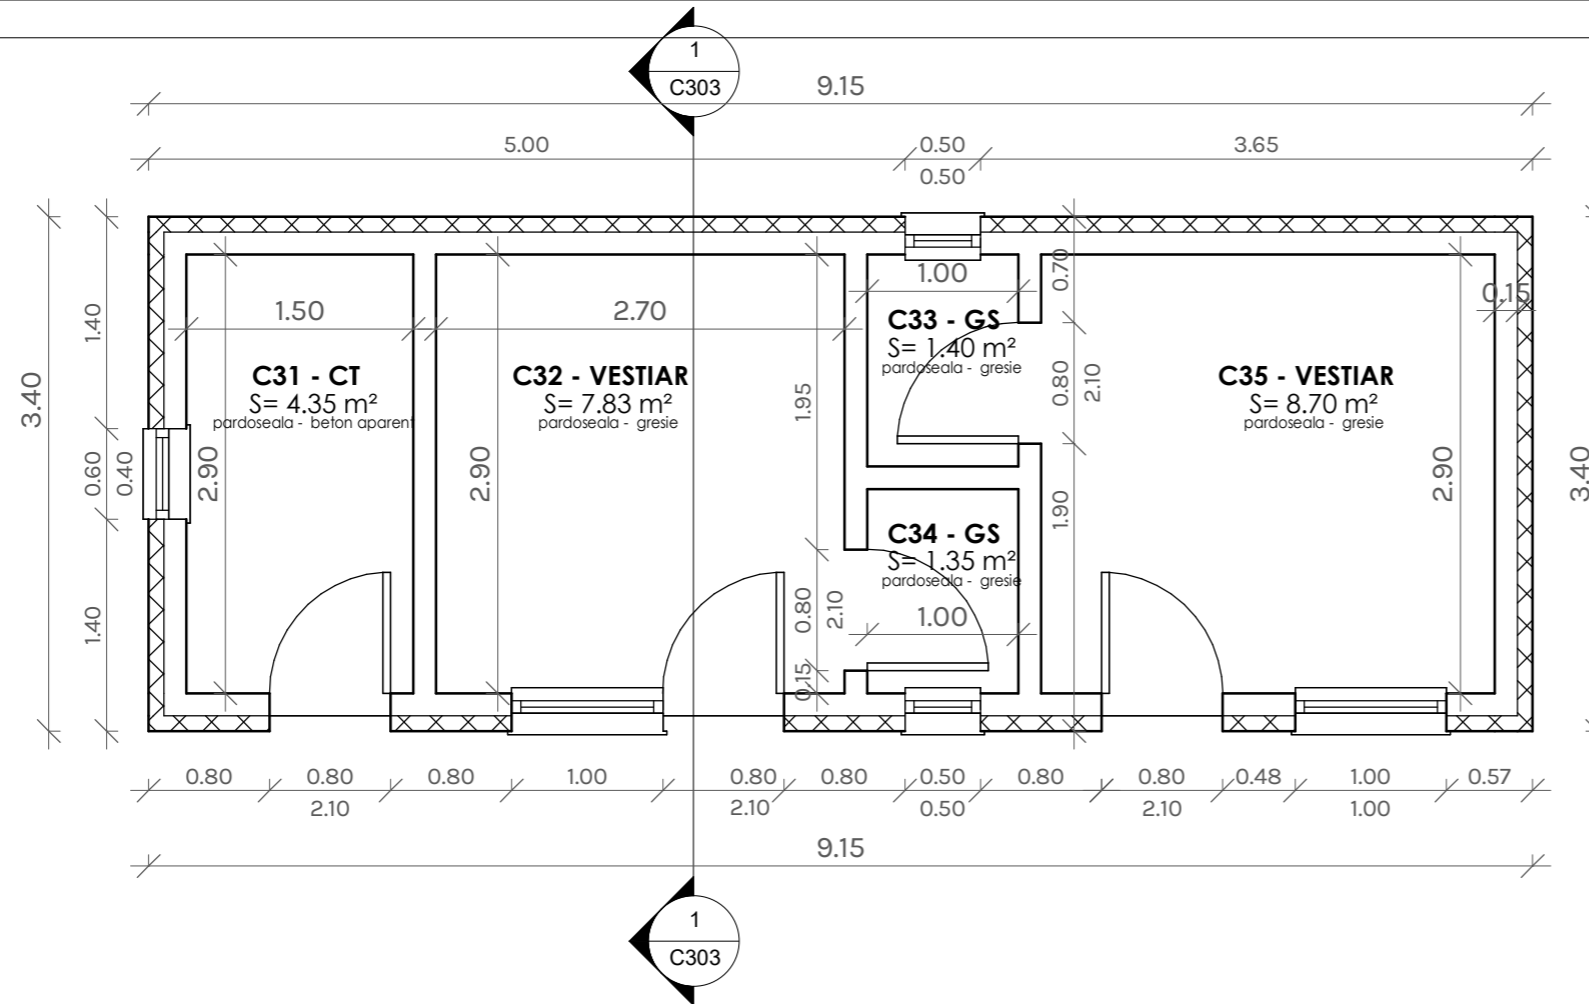 1
C303
9.15
5.00
0.50
3.65
0.50
1.00
0.70
0.15
1.50
2.70
C33 - GS
S= 1.40 m²
pardoseala - gresie
1.40
3.40
C31 - CT
S= 4.35 m²
pardoseala - beton aparent
C32 - VESTIAR
S= 7.83 m²
pardoseala - gresie
1.95
0.80
2.10
C35 - VESTIAR
S= 8.70 m²
pardoseala - gresie
0.60
0.40
2.90
2.90
2.90
3.40
1.90
C34 - GS
S= 1.35 m²
pardoseala - gresie
1.40
0.80
2.10
1.00
0.15
0.80
0.80
0.80
1.00
0.80
0.80
0.50
0.80
0.80
0.48
1.00
0.57
2.10
2.10
0.50
2.10
1.00
9.15
1
C303